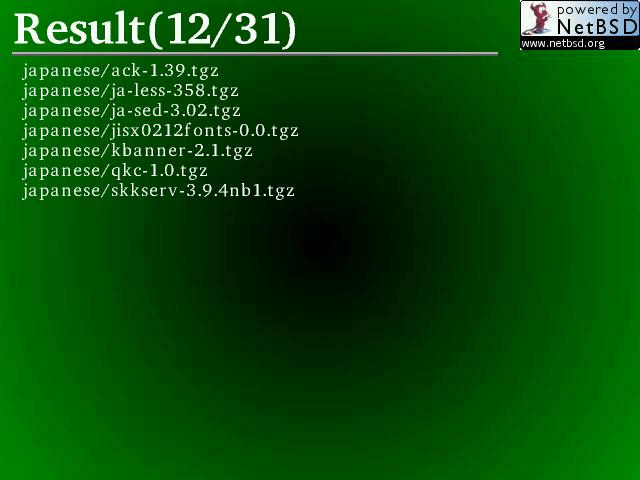 Result(12/31)
powered by
NetBSD
www.netbsd.org
japanese/ack-1.39.tgz
japanese/ja-less-358.tgz
japanese/ja-sed-3.02.tgz
japanese/jisx0212fonts-0.0.tgz
japanese/kbanner-2.1.tgz
japanese/qkc-1.0.tgz
japanese/skkserv-3.9.4nb1.tgz